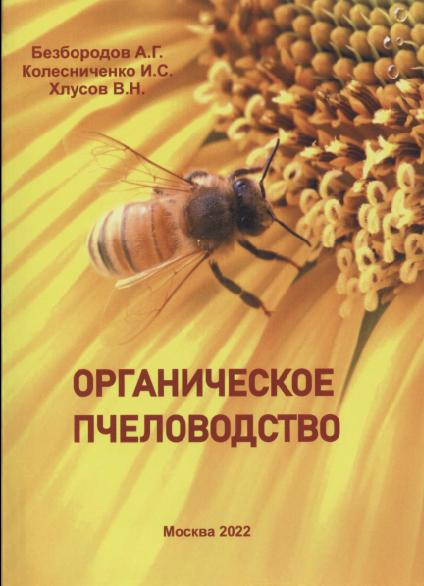 Безбородов А.Г.
Колесниченко И.С.
Хлусов В.Н.
ОРГАНИЧЕСКОЕ
ПЧЕЛОВОДСТВО
Москва 2022